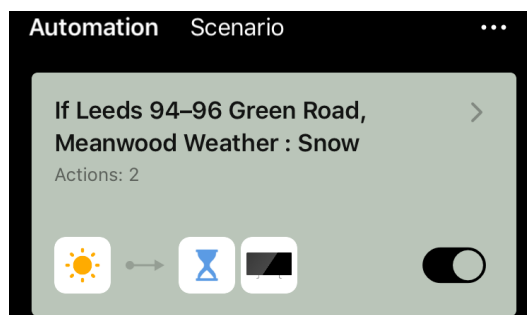 Automation Scenario
If Leeds 94–96 Green Road,
Meanwood Weather : Snow
Actions: 2